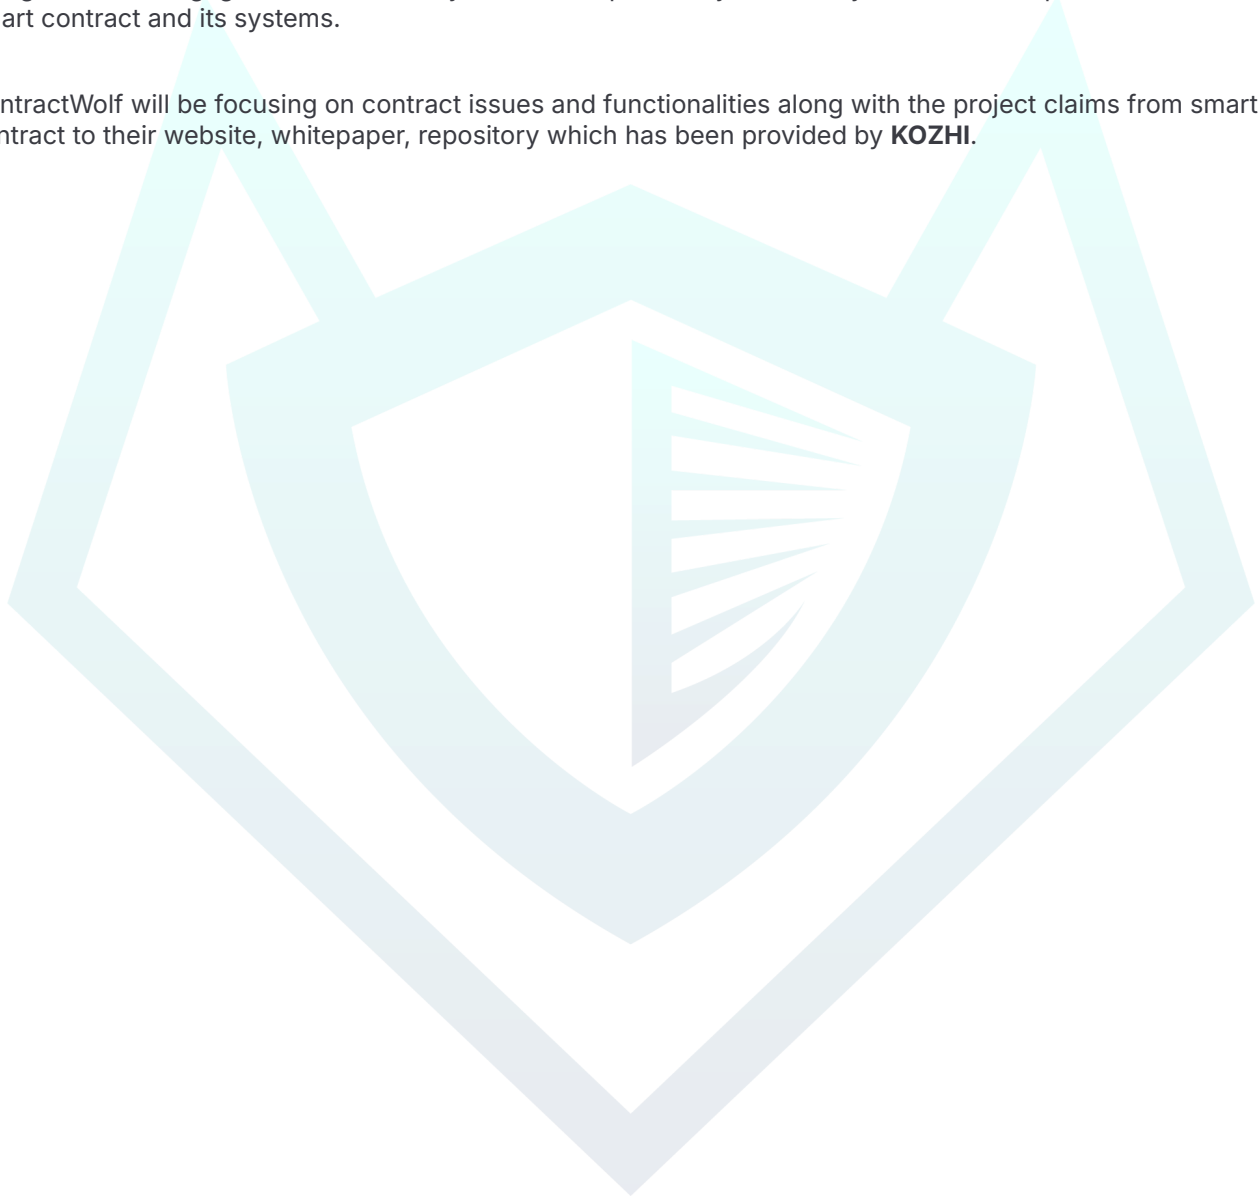 art contract and its systems.
ntractWolf will be focusing on contract issues and functionalities along with the project claims from smart
ntract to their website, whitepaper, repository which has been provided by KOZHI.